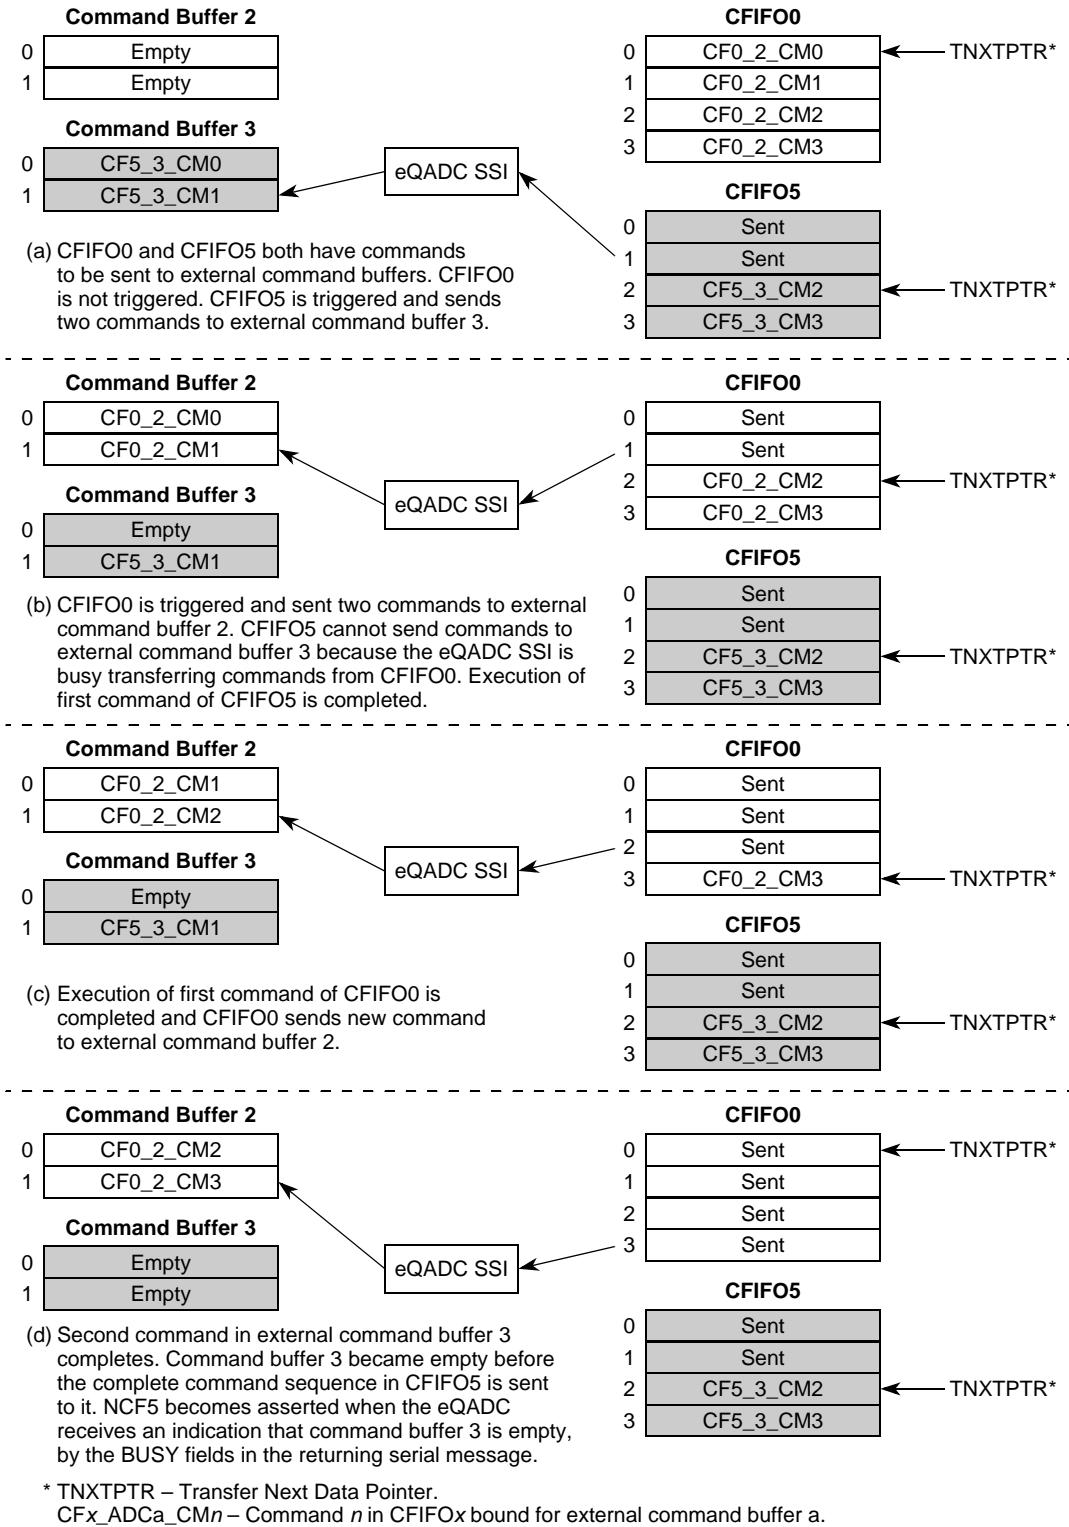 Command Buffer 2
0 Empty
1 Empty
Command Buffer 3
0 CF5_3_CM0
1 CF5_3_CM1
eQADC SSI
CFIFO0
0 CF0_2_CM0 TNXTPTR*
1 CF0_2_CM1
2 CF0_2_CM2
3 CF0_2_CM3
CFIFO5
0 Sent
1 Sent
2 CF5_3_CM2 TNXTPTR*
3 CF5_3_CM3
(a) CFIFO0 and CFIFO5 both have commands
to be sent to external command buffers. CFIFO0
is not triggered. CFIFO5 is triggered and sends
two commands to external command buffer 3.
Command Buffer 2
0 CF0_2_CM0
1 CF0_2_CM1
Command Buffer 3
0 Empty
1 CF5_3_CM1
eQADC SSI
CFIFO0
0 Sent
1 Sent
2 CF0_2_CM2 TNXTPTR*
3 CF0_2_CM3
CFIFO5
0 Sent
1 Sent
2 CF5_3_CM2 TNXTPTR*
3 CF5_3_CM3
(b) CFIFO0 is triggered and sent two commands to external
command buffer 2. CFIFO5 cannot send commands to
external command buffer 3 because the eQADC SSI is
busy transferring commands from CFIFO0. Execution of
first command of CFIFO5 is completed.
Command Buffer 2
0 CF0_2_CM1
1 CF0_2_CM2
Command Buffer 3
0 Empty
1 CF5_3_CM1
eQADC SSI
CFIFO0
0 Sent
1 Sent
2 Sent
3 CF0_2_CM3 TNXTPTR*
CFIFO5
0 Sent
1 Sent
2 CF5_3_CM2 TNXTPTR*
3 CF5_3_CM3
(c) Execution of first command of CFIFO0 is
completed and CFIFO0 sends new command
to external command buffer 2.
Command Buffer 2
0 CF0_2_CM2
1 CF0_2_CM3
Command Buffer 3
0 Empty
1 Empty
eQADC SSI
CFIFO0
0 Sent TNXTPTR*
1 Sent
2 Sent
3 Sent
CFIFO5
0 Sent
1 Sent
2 CF5_3_CM2 TNXTPTR*
3 CF5_3_CM3
(d) Second command in external command buffer 3
completes. Command buffer 3 became empty before
the complete command sequence in CFIFO5 is sent
to it. NCF5 becomes asserted when the eQADC
receives an indication that command buffer 3 is empty,
by the BUSY fields in the returning serial message.
* TNXTPTR – Transfer Next Data Pointer.
CFx_ADCa_CMn – Command n in CFIFOx bound for external command buffer a.